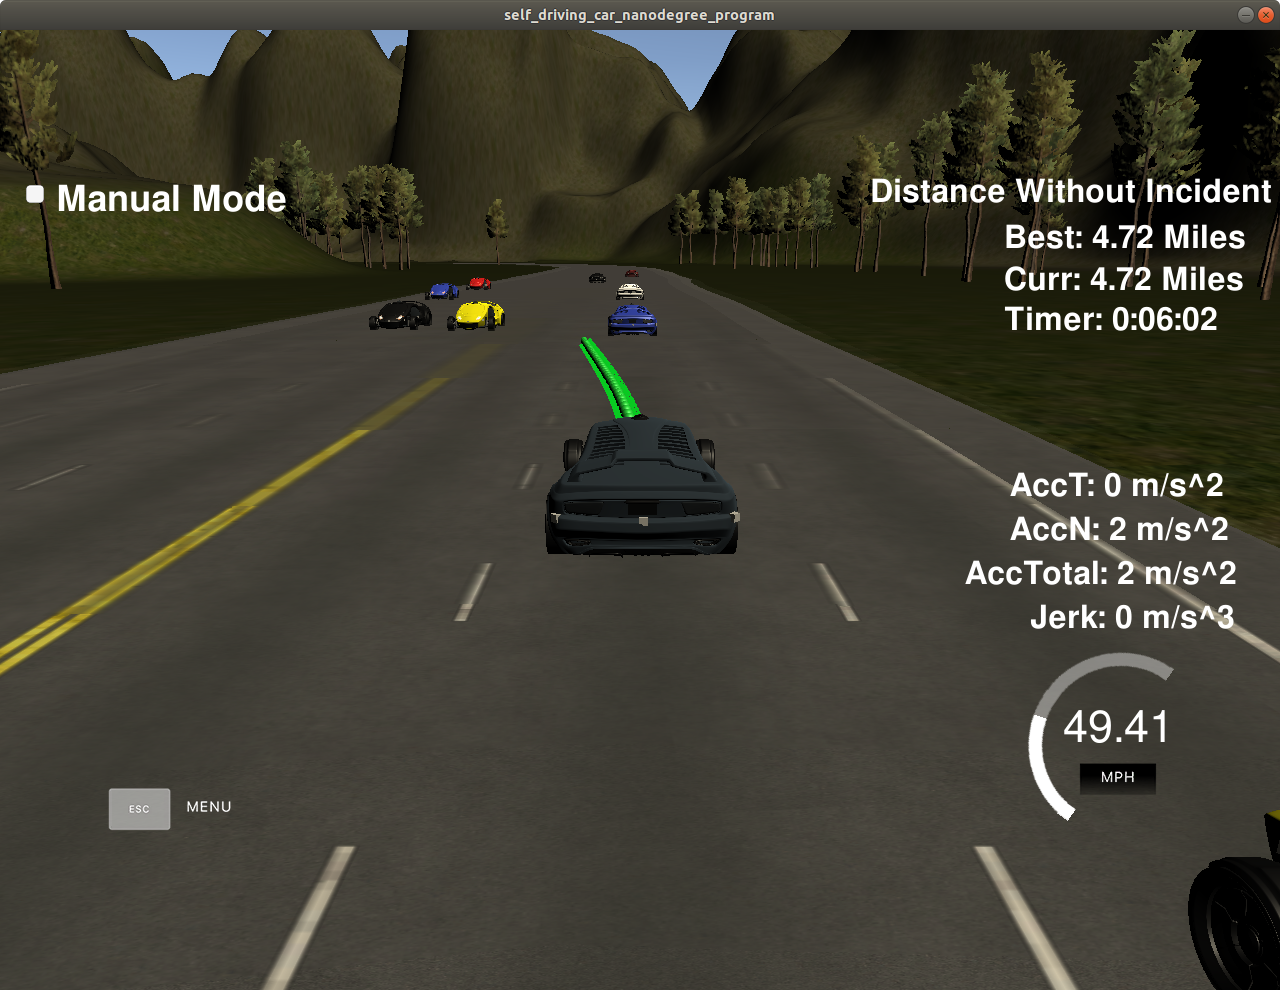 self_driving_car_nanodegree_program
Manual Mode
Distance Without Incident
Best: 4.72 Miles
Curr: 4.72 Miles
Timer: 0:06:02
AccT: 0 m/s^2
AccN: 2 m/s^2
AccTotal: 2 m/s^2
Jerk: 0 m/s^3
49.41
MPH
ESC MENU